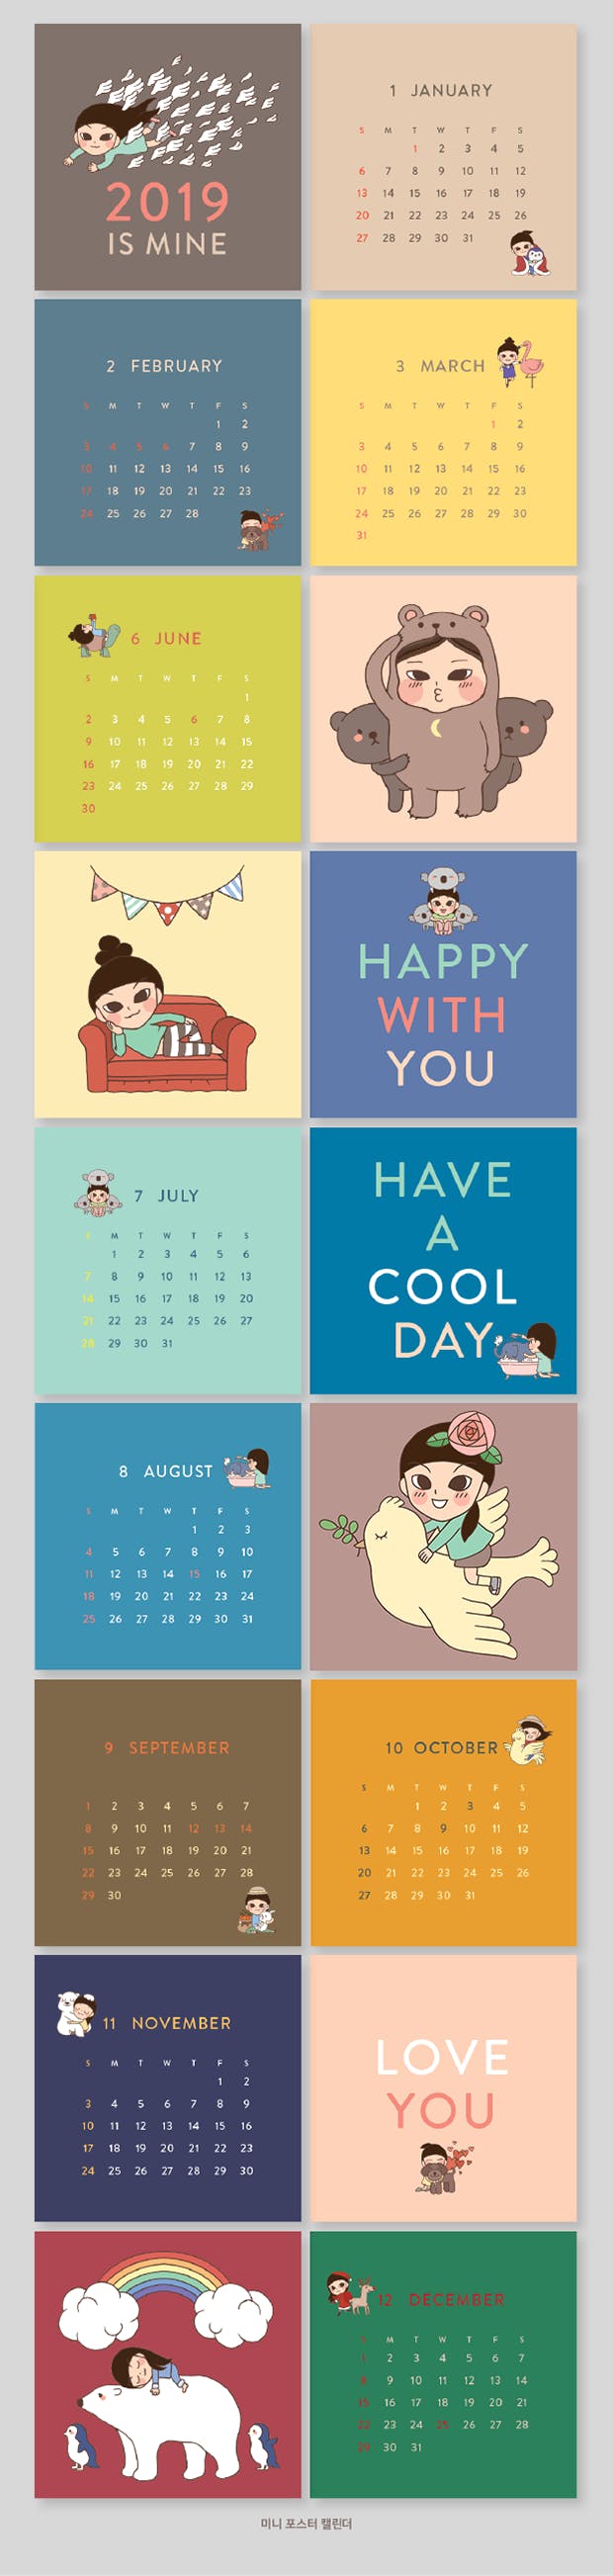 2019
IS MINE
1 JANUARY
S M T W T F S
1 2 3 4 5
6 7 8 9 10 11 12
13 14 15 16 17 18 19
20 21 22 23 24 25 26
27 28 29 30 31
2 FEBRUARY
S M T W T F S
1 2
3 4 5 6 7 8 9
10 11 12 13 14 15 16
17 18 19 20 21 22 23
24 25 26 27 28
3 MARCH
S M T W T F S
1 2
3 4 5 6 7 8 9
10 11 12 13 14 15 16
17 18 19 20 21 22 23
24 25 26 27 28 29 30
31
6 JUNE
S M T W T F S
1
2 3 4 5 6 7 8
9 10 11 12 13 14 15
16 17 18 19 20 21 22
23 24 25 26 27 28 29
30
HAPPY
WITH
YOU
7 JULY
S M T W T F S
1 2 3 4 5 6
7 8 9 10 11 12 13
14 15 16 17 18 19 20
21 22 23 24 25 26 27
28 29 30 31
HAVE
A
COOL
DAY
8 AUGUST
S M T W T F S
1 2 3
4 5 6 7 8 9 10
11 12 13 14 15 16 17
18 19 20 21 22 23 24
25 26 27 28 29 30 31
9 SEPTEMBER
1 2 3 4 5 6 7
8 9 10 11 12 13 14
15 16 17 18 19 20 21
22 23 24 25 26 27 28
29 30
10 OCTOBER
S M T W T F S
1 2 3 4 5
6 7 8 9 10 11 12
13 14 15 16 17 18 19
20 21 22 23 24 25 26
27 28 29 30 31
11 NOVEMBER
S M T W T F S
1 2
3 4 5 6 7 8 9
10 11 12 13 14 15 16
17 18 19 20 21 22 23
24 25 26 27 28 29 30
LOVE
YOU
12 DECEMBER
S M T W T F S
1 2 3 4 5 6 7
8 9 10 11 12 13 14
15 16 17 18 19 20 21
22 23 24 25 26 27 28
29 30 31
미니 포스터 캘린더